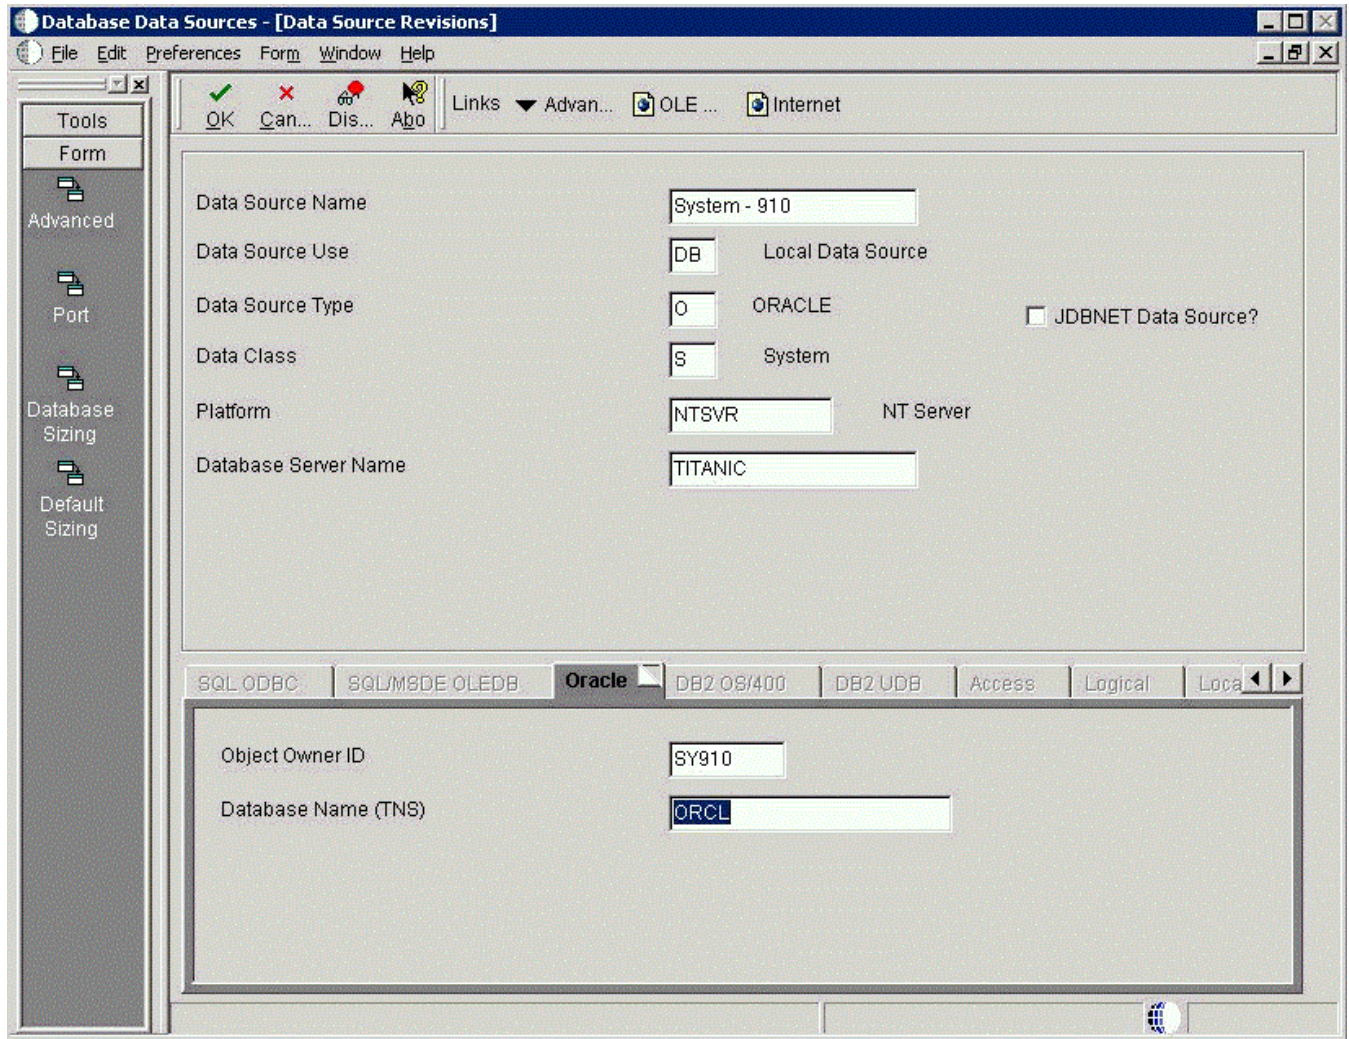 Database Data Sources - [Data Source Revisions]
File Edit Preferences Form Window Help
Tools
Form
Advanced
Port
Database
Sizing
Default
Sizing
OK Can... Dis... Abo Links Advan... OLE ... Internet
Data Source Name System - 910
Data Source Use DB Local Data Source
Data Source Type O ORACLE JDBNET Data Source?
Data Class S System
Platform NTSVR NT Server
Database Server Name TITANIC
SQL ODBC SQL/MSDE OLEDB Oracle DB2 OS/400 DB2 UDB Access Logical Loca
Object Owner ID SY910
Database Name (TNS) ORCL